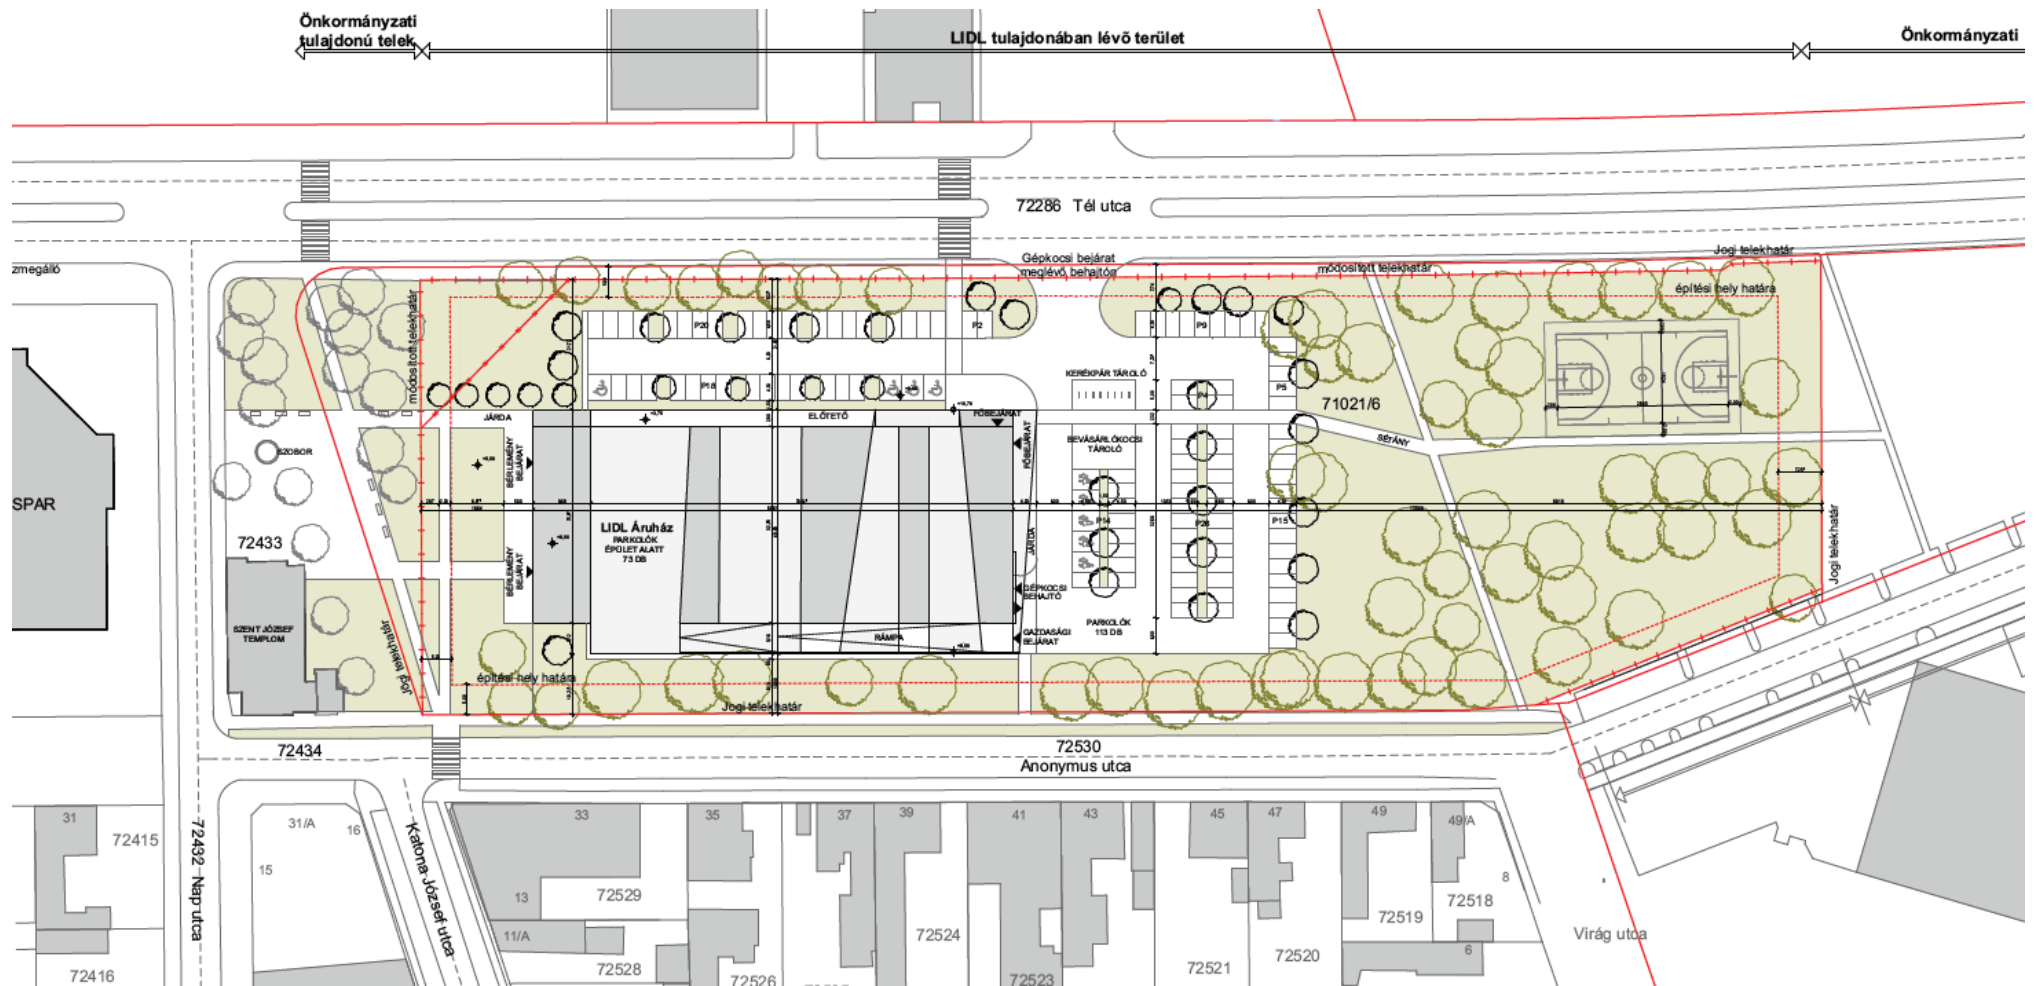 Önkormányzati
tulajdonú telek
LIDL tulajdonában lévő terület
Önkormányzati
72286 Tél utca
zmegálló
Gépkocsi bejárat
meglévő behajtón
módosított telekhatár
Jogi telekhatár
építési hely határa
módosított telekhatár
P20
P2
P9
P18
P5
P4
KERÉKPÁR TÁROLÓ
71021/6
SÉTÁNY
JÁRDA
ELŐTETŐ
FŐBEJÁRAT
FŐBEJÁRAT
BEVÁSÁRLÓKOCSI
TÁROLÓ
SZOBOR
BÉRLEMÉNY
BEJÁRAT
SPAR
LIDL Áruház
PARKOLÓK
ÉPÜLET ALATT
73 DB
P14
P26
P15
JÁRDA
72433
BÉRLEMÉNY
BEJÁRAT
GÉPKOCSI
BEHAJTÓ
GAZDASÁGI
BEJÁRAT
PARKOLÓK
113 DB
RÁMPA
SZENT JÓZSEF
TEMPLOM
Jogi telekhatár
Jogi telekhatár
építési hely határa
Jogi telekhatár
72434
72530
Anonymus utca
72432 Nap utca
Katona József utca
31
72415
72416
31/A
16
15
33
13
11/A
72529
72528
35
72526
37
39
72524
41
72523
43
45
72521
47
72520
49
72519
49/A
72518
8
6
Virág utca